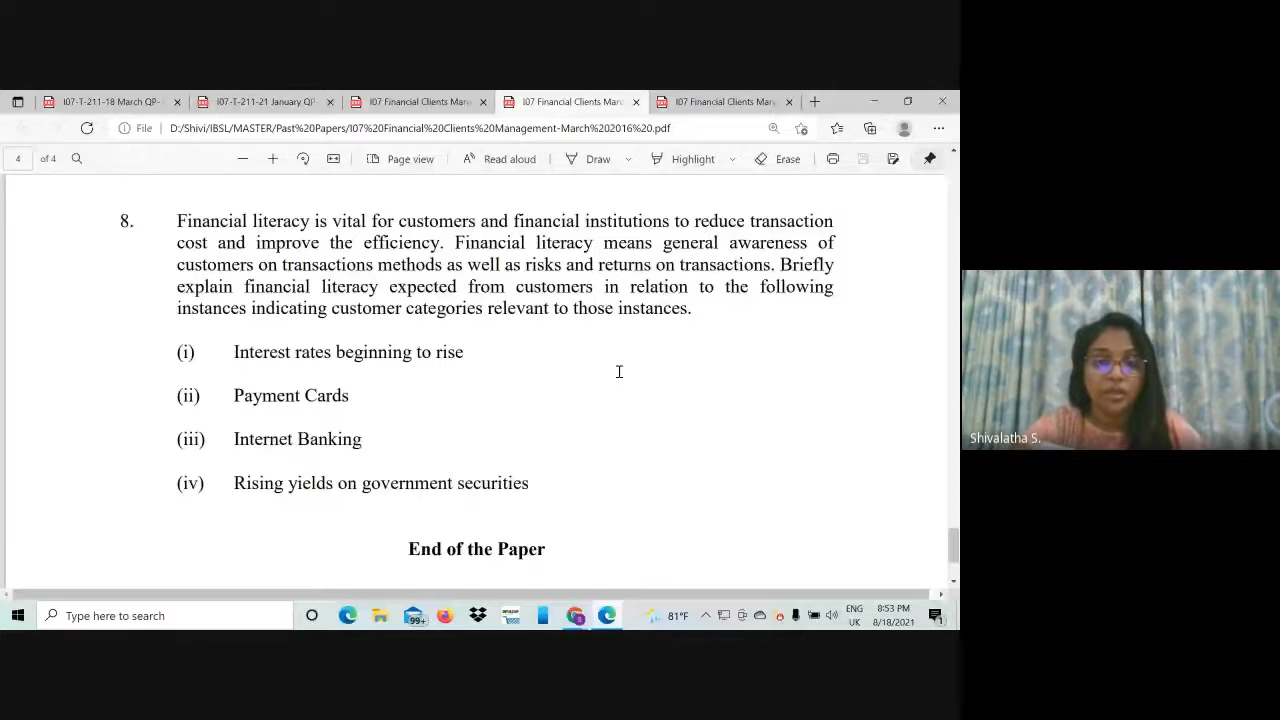 I07-T-211-18 March QP-
I07-T-211-21 January QP-
I07 Financial Clients Man
I07 Financial Clients Man
I07 Financial Clients Man
File
D:/Shivi/IBSL/MASTER/Past%20Papers/I07%20Financial%20Clients%20Management-March%202016%20.pdf
4 of 4
Page view
Read aloud
Draw
Highlight
Erase
8. Financial literacy is vital for customers and financial institutions to reduce transaction
cost and improve the efficiency. Financial literacy means general awareness of
customers on transactions methods as well as risks and returns on transactions. Briefly
explain financial literacy expected from customers in relation to the following
instances indicating customer categories relevant to those instances.
(i) Interest rates beginning to rise
(ii) Payment Cards
(iii) Internet Banking
(iv) Rising yields on government securities
End of the Paper
Shivalatha S.
Type here to search
99+
81°F
ENG
UK
8:53 PM
8/18/2021